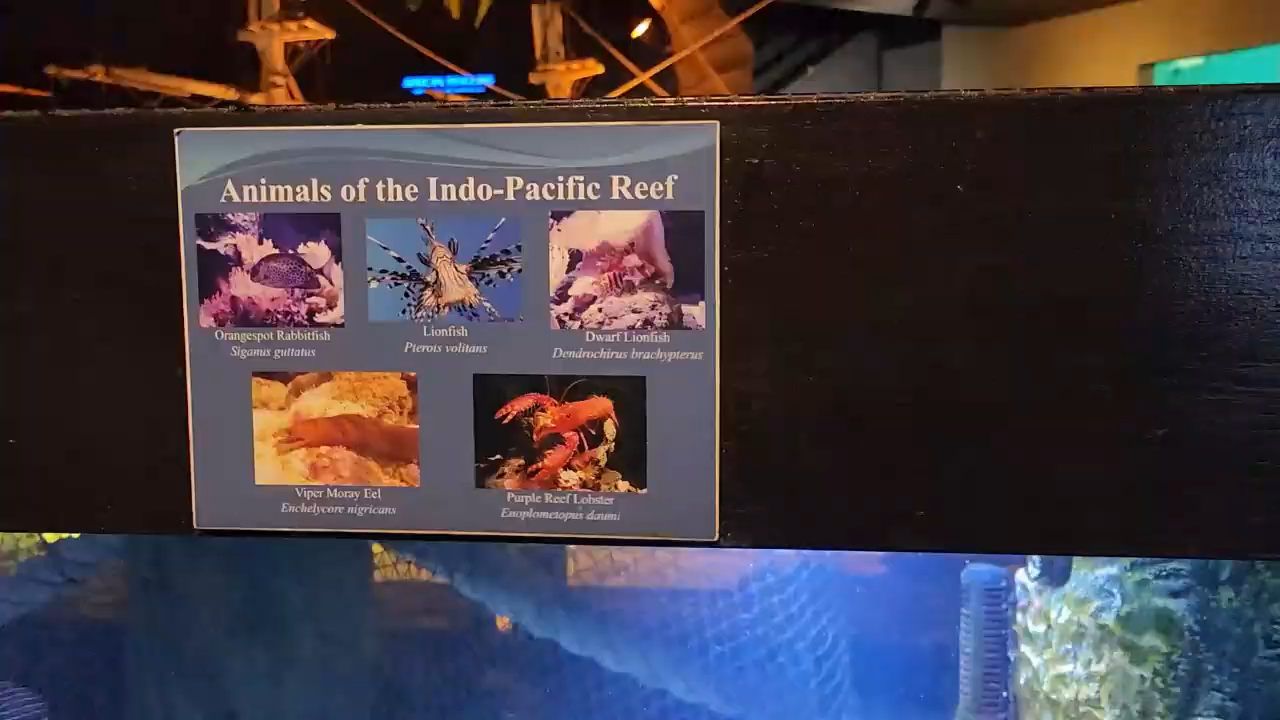 Animals of the Indo-Pacific Reef
Orangespot Rabbitfish
Siganus guttatus
Lionfish
Pterois volitans
Dwarf Lionfish
Dendrochirus brachypterus
Viper Moray Eel
Enchelycore nigricans
Purple Reef Lobster
Enoplometopus daumi